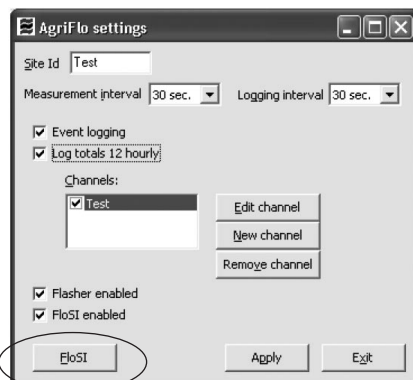 AgriFlo settings
Site Id Test
Measurement interval 30 sec. Logging interval 30 sec.
Event logging
Log totals 12 hourly
Channels:
Test
Edit channel
New channel
Remove channel
Flasher enabled
FloSI enabled
FloSI Apply Exit